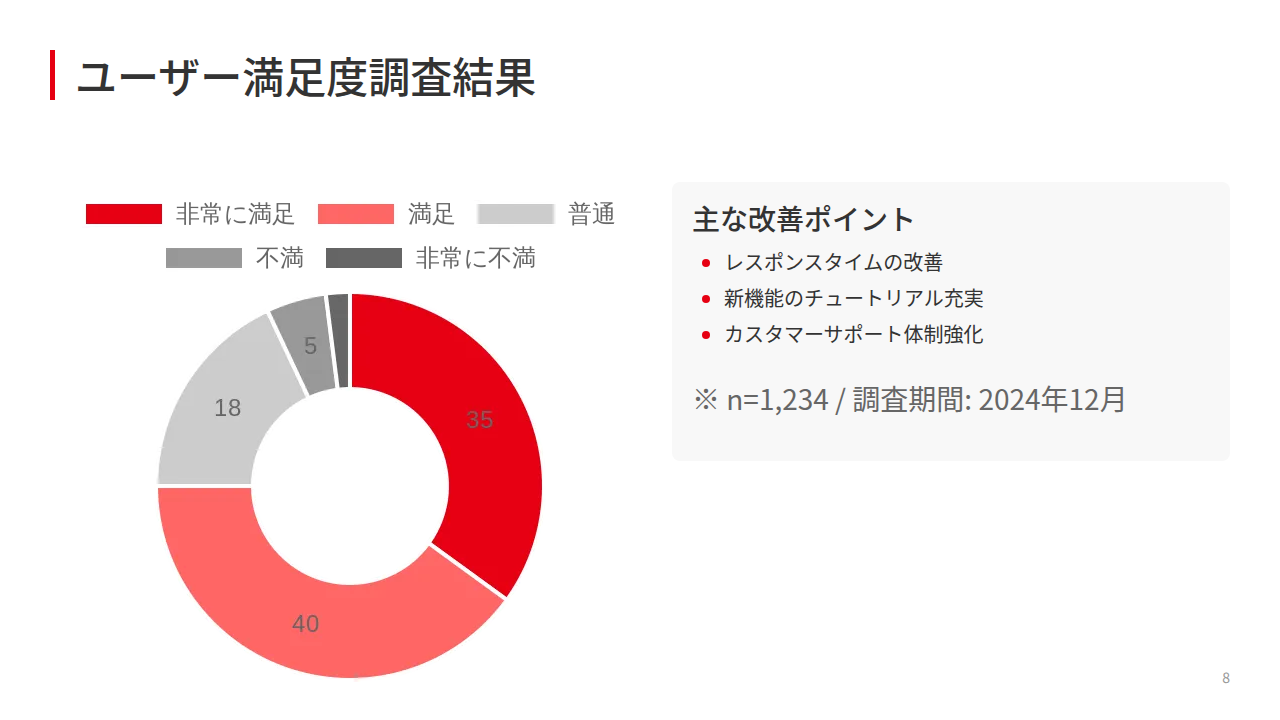 ユーザー満足度調査結果
非常に満足 満足 普通
不満 非常に不満
5
18
35
40
主な改善ポイント
レスポンスタイムの改善
新機能のチュートリアル充実
カスタマーサポート体制強化
※ n=1,234 / 調査期間: 2024年12月
8